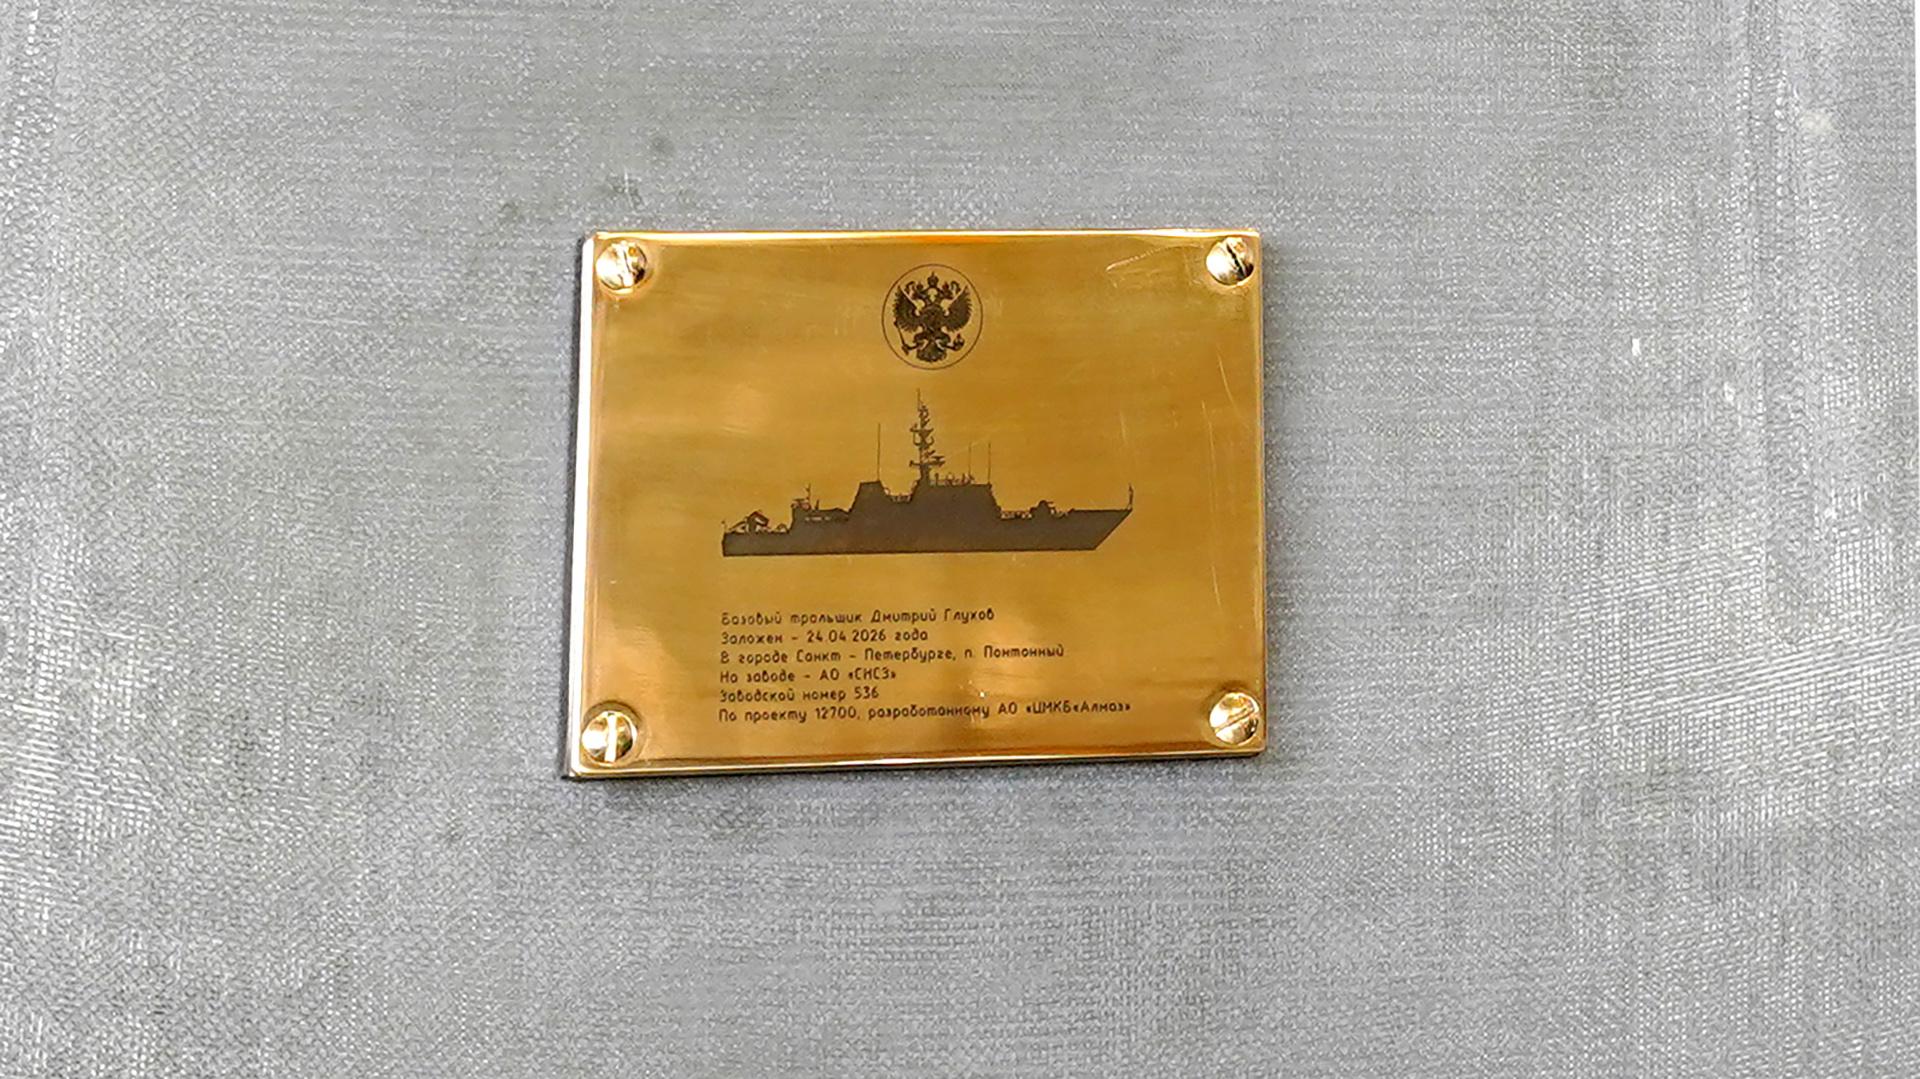 Базовый тральщик Дмитрий Глухов
Заложен - 24.04.2026 года
В городе Санкт - Петербурге, п. Понтонный
На заводе - АО «СНСЗ»
Заводской номер 536
По проекту 12700, разработанному АО «ЦМКБ«Алмаз»